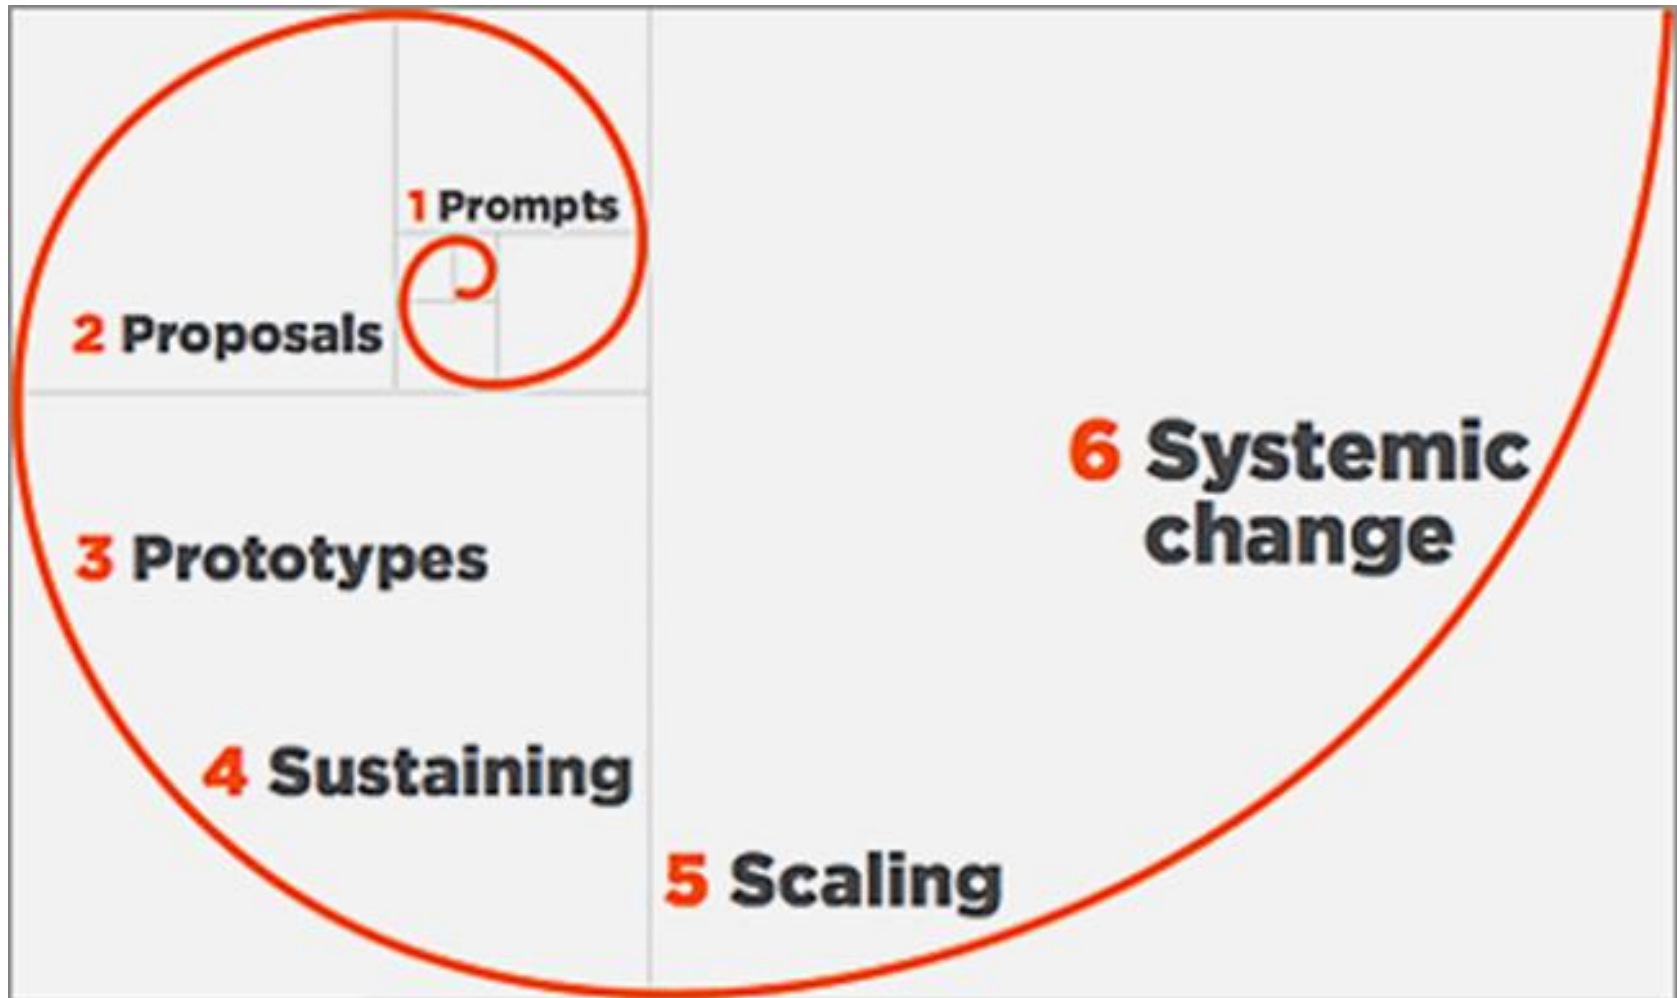 1 Prompts
2 Proposals
3 Prototypes
4 Sustaining
5 Scaling
6 Systemic
change